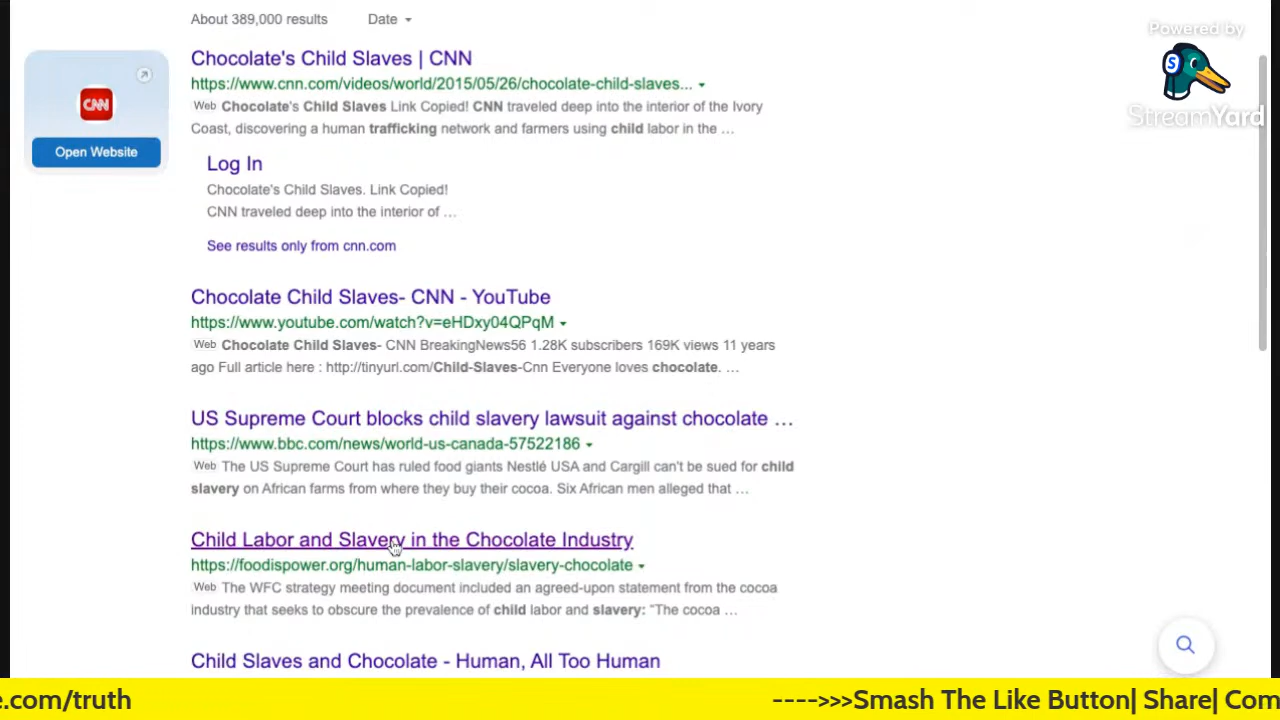 About 389,000 results Date
Powered by
StreamYard
Chocolate's Child Slaves | CNN
https://www.cnn.com/videos/world/2015/05/26/chocolate-child-slaves...
Web Chocolate's Child Slaves Link Copied! CNN traveled deep into the interior of the Ivory
Coast, discovering a human trafficking network and farmers using child labor in the ...
CNN
Open Website
Log In
Chocolate's Child Slaves. Link Copied!
CNN traveled deep into the interior of ...
See results only from cnn.com
Chocolate Child Slaves- CNN - YouTube
https://www.youtube.com/watch?v=eHDxy04QPqM
Web Chocolate Child Slaves- CNN BreakingNews56 1.28K subscribers 169K views 11 years
ago Full article here : http://tinyurl.com/Child-Slaves-Cnn Everyone loves chocolate. ...
US Supreme Court blocks child slavery lawsuit against chocolate ...
https://www.bbc.com/news/world-us-canada-57522186
Web The US Supreme Court has ruled food giants Nestlé USA and Cargill can't be sued for child
slavery on African farms from where they buy their cocoa. Six African men alleged that ...
Child Labor and Slavery in the Chocolate Industry
https://foodispower.org/human-labor-slavery/slavery-chocolate
Web The WFC strategy meeting document included an agreed-upon statement from the cocoa
industry that seeks to obscure the prevalence of child labor and slavery: “The cocoa ...
Child Slaves and Chocolate - Human, All Too Human
e.com/truth ---->>>Smash The Like Button| Share| Com